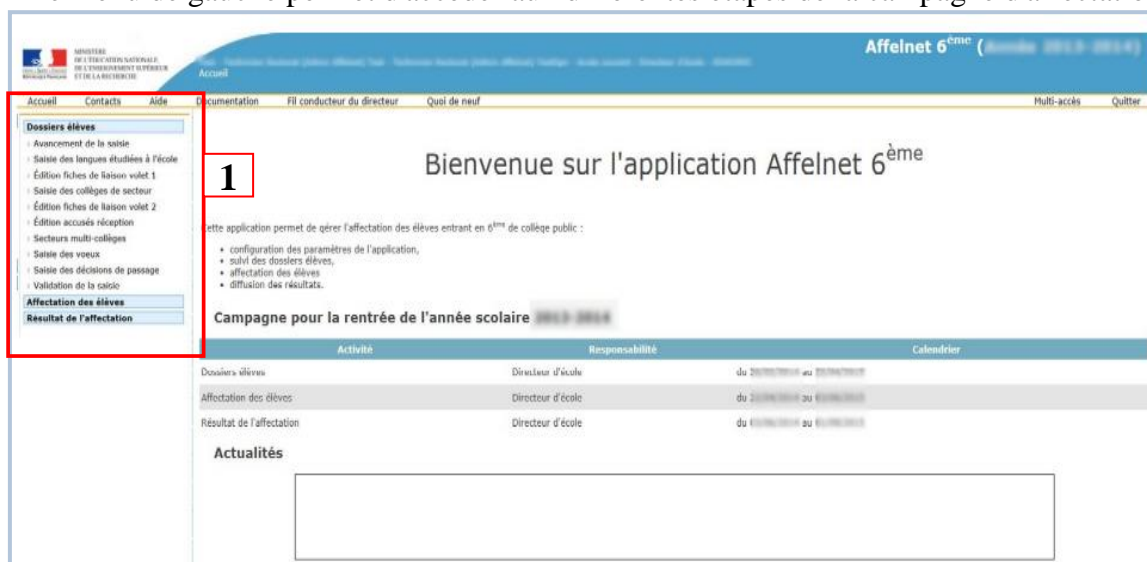 MINISTÈRE
DE L'ÉDUCATION NATIONALE,
DE L'ENSEIGNEMENT SUPÉRIEUR
ET DE LA RECHERCHE
Affelnet 6ème (
Accueil
Accueil Contacts Aide Documentation Fil conducteur du directeur Quoi de neuf Multi-accès Quitter
Dossiers élèves
Avancement de la saisie
Saisie des langues étudiées à l'école
Édition fiches de liaison volet 1
Saisie des collèges de secteur
Édition fiches de liaison volet 2
Édition accusés réception
Secteurs multi-collèges
Saisie des voeux
Saisie des décisions de passage
Validation de la saisie
Affectation des élèves
Résultat de l'affectation
1
Bienvenue sur l'application Affelnet 6ème
Cette application permet de gérer l'affectation des élèves entrant en 6ème de collège public :
• configuration des paramètres de l'application,
• suivi des dossiers élèves,
• affectation des élèves
• diffusion des résultats.
Campagne pour la rentrée de l'année scolaire
Activité Responsabilité Calendrier
Dossiers élèves Directeur d'école du au
Affectation des élèves Directeur d'école du au
Résultat de l'affectation Directeur d'école du au
Actualités